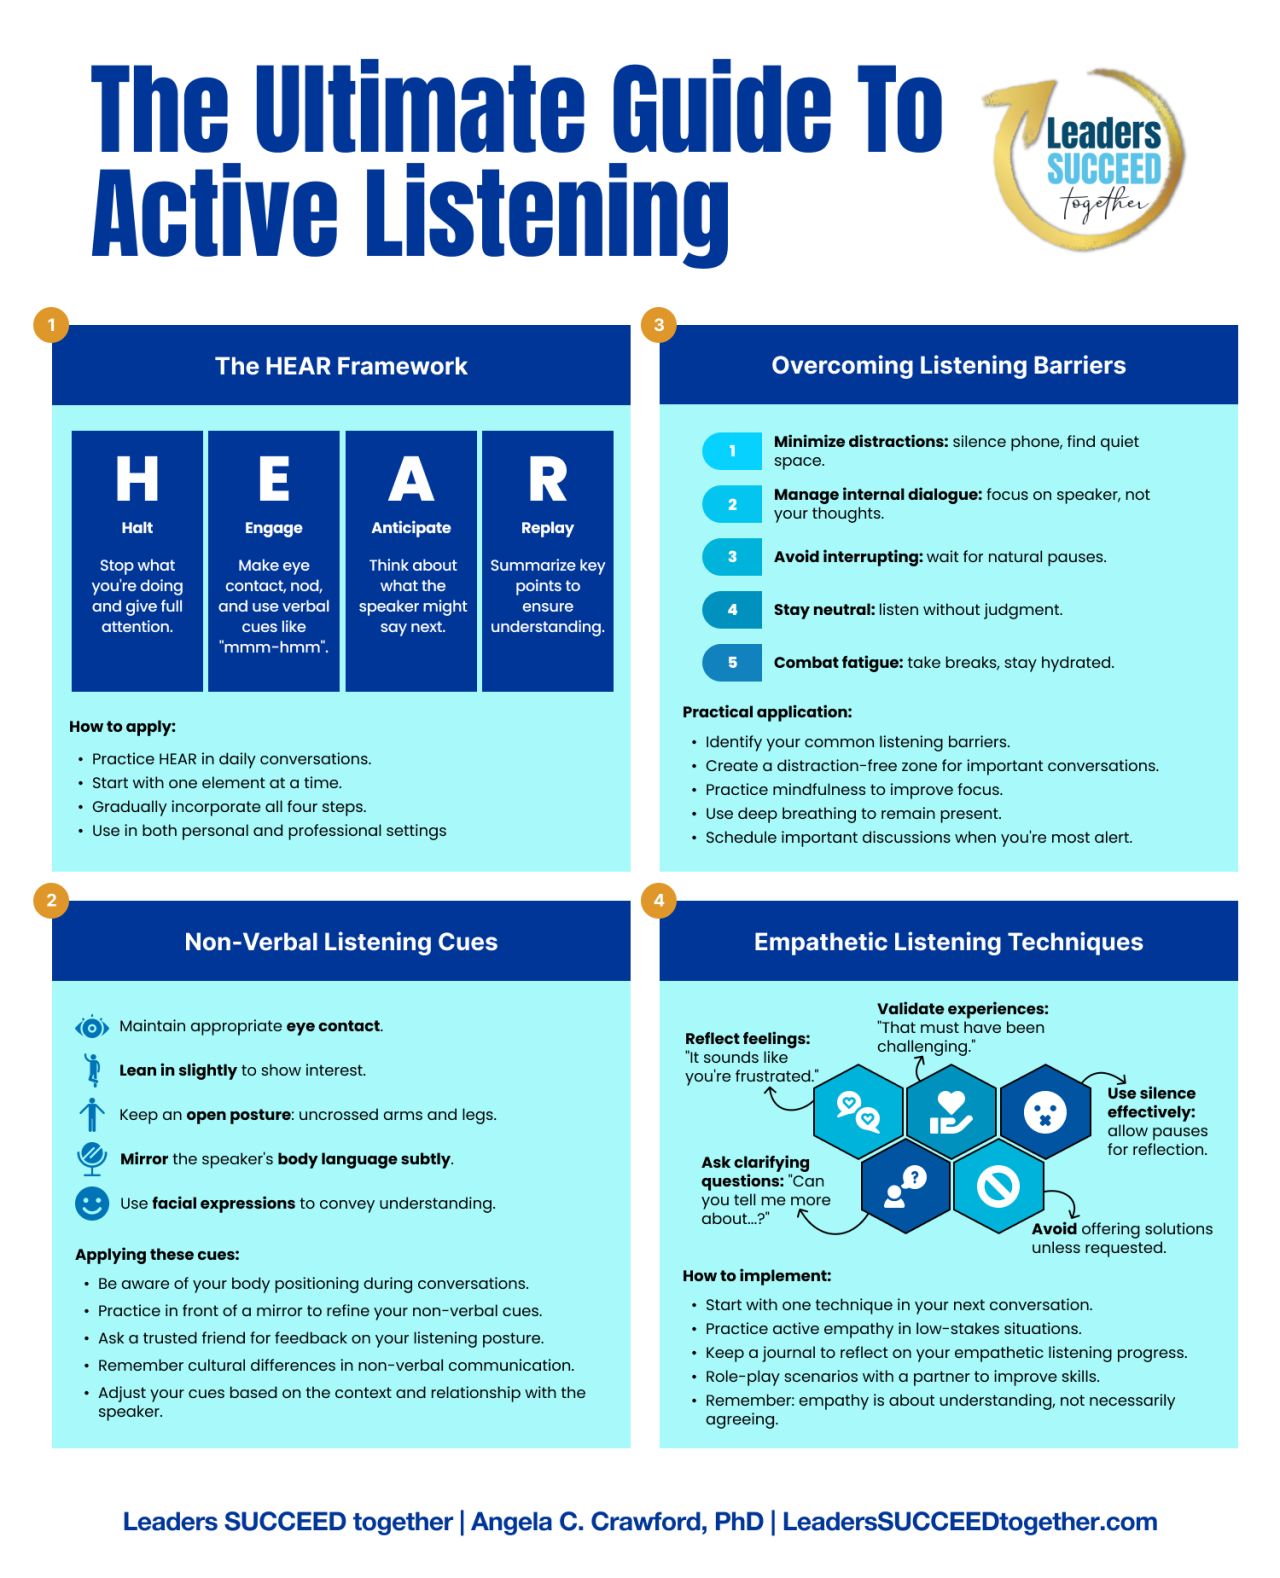 The Ultimate Guide To
Active Listening
Leaders
SUCCEED
together
1
The HEAR Framework
H
Halt
Stop what
you're doing
and give full
attention.
E
Engage
Make eye
contact, nod,
and use verbal
cues like
"mmm-hmm".
A
Anticipate
Think about
what the
speaker might
say next.
R
Replay
Summarize key
points to
ensure
understanding.
How to apply:
• Practice HEAR in daily conversations.
• Start with one element at a time.
• Gradually incorporate all four steps.
• Use in both personal and professional settings
2
Non-Verbal Listening Cues
Maintain appropriate eye contact.
Lean in slightly to show interest.
Keep an open posture: uncrossed arms and legs.
Mirror the speaker's body language subtly.
Use facial expressions to convey understanding.
Applying these cues:
• Be aware of your body positioning during conversations.
• Practice in front of a mirror to refine your non-verbal cues.
• Ask a trusted friend for feedback on your listening posture.
• Remember cultural differences in non-verbal communication.
• Adjust your cues based on the context and relationship with the
speaker.
3
Overcoming Listening Barriers
1
Minimize distractions: silence phone, find quiet
space.
2
Manage internal dialogue: focus on speaker, not
your thoughts.
3
Avoid interrupting: wait for natural pauses.
4
Stay neutral: listen without judgment.
5
Combat fatigue: take breaks, stay hydrated.
Practical application:
• Identify your common listening barriers.
• Create a distraction-free zone for important conversations.
• Practice mindfulness to improve focus.
• Use deep breathing to remain present.
• Schedule important discussions when you're most alert.
4
Empathetic Listening Techniques
Reflect feelings:
"It sounds like
you're frustrated."
Validate experiences:
"That must have been
challenging."
Use silence
effectively:
allow pauses
for reflection.
Ask clarifying
questions: "Can
you tell me more
about...?"
?
Avoid offering solutions
unless requested.
How to implement:
• Start with one technique in your next conversation.
• Practice active empathy in low-stakes situations.
• Keep a journal to reflect on your empathetic listening progress.
• Role-play scenarios with a partner to improve skills.
• Remember: empathy is about understanding, not necessarily
agreeing.
Leaders SUCCEED together | Angela C. Crawford, PhD | LeadersSUCCEEDtogether.com